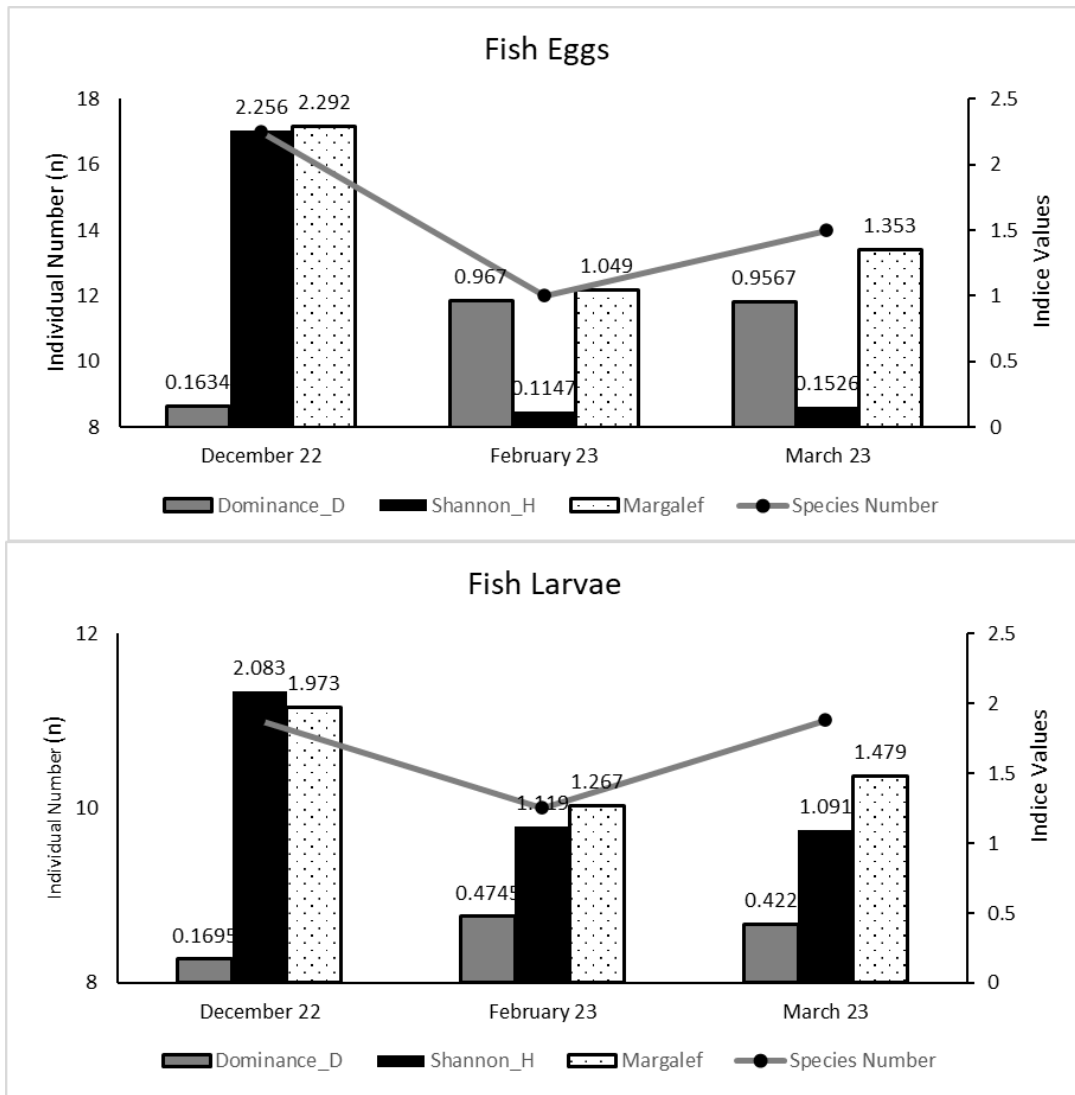 Fish Eggs
Individual Number (n)
18
16
14
12
10
8
2.256
2.292
0.1634
0.967
0.1147
1.049
0.9567
0.1526
1.353
2.5
2
1.5
1
0.5
0
Indice Values
December 22
February 23
March 23
Dominance_D
Shannon_H
Margalef
Species Number
Fish Larvae
Individual Number (n)
12
10
8
2.083
1.973
0.1695
0.4745
1.119
1.267
0.422
1.091
1.479
2.5
2
1.5
1
0.5
0
Indice Values
December 22
February 23
March 23
Dominance_D
Shannon_H
Margalef
Species Number